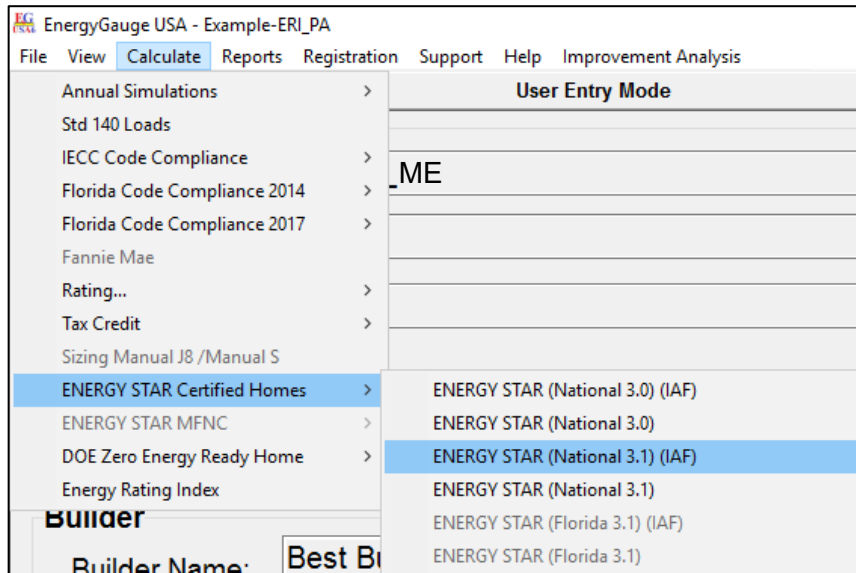 EnergyGauge USA - Example-ERI_PA
File View Calculate Reports Registration Support Help Improvement Analysis
User Entry Mode
Annual Simulations >
Std 140 Loads
IECC Code Compliance >
_ME
Florida Code Compliance 2014 >
Florida Code Compliance 2017 >
Fannie Mae
Rating... >
Tax Credit >
Sizing Manual J8 /Manual S
ENERGY STAR Certified Homes >
ENERGY STAR MFNC >
DOE Zero Energy Ready Home >
Energy Rating Index
ENERGY STAR (National 3.0) (IAF)
ENERGY STAR (National 3.0)
ENERGY STAR (National 3.1) (IAF)
ENERGY STAR (National 3.1)
ENERGY STAR (Florida 3.1) (IAF)
ENERGY STAR (Florida 3.1)
Builder
Builder Name: Best